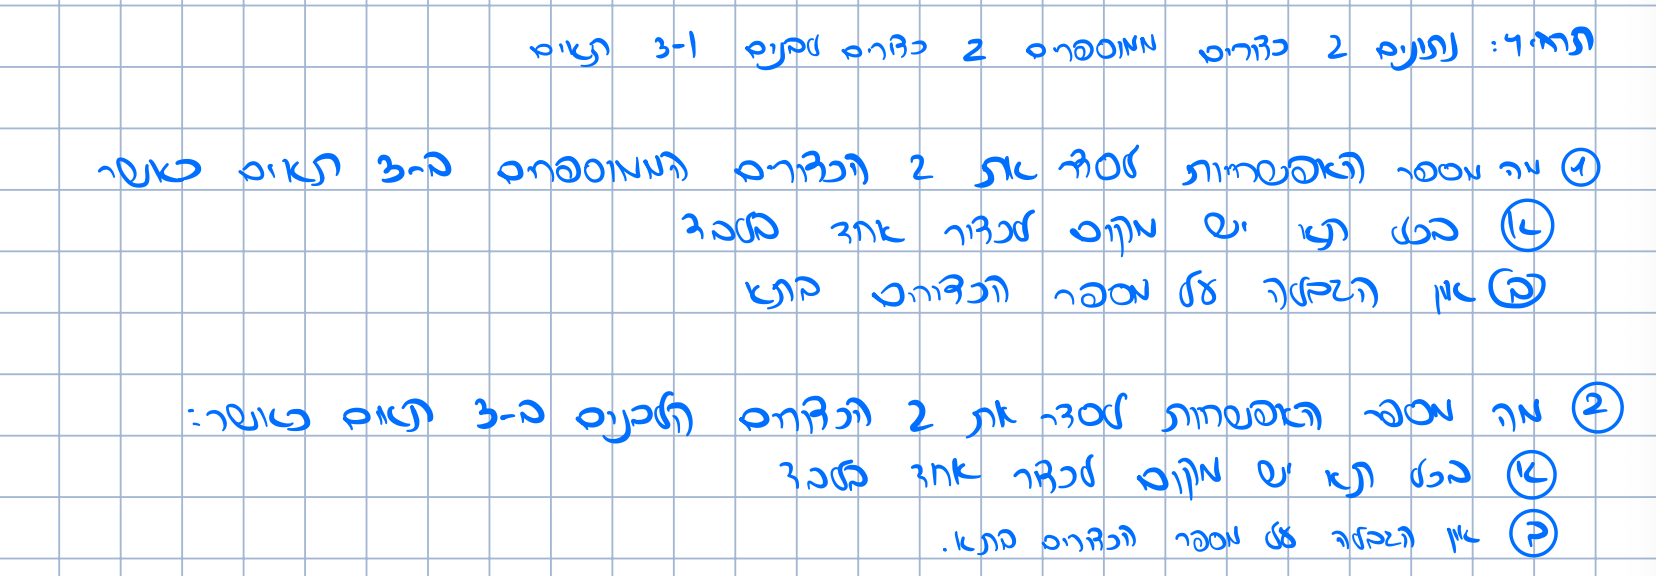 תרגיל: נתונים 2 כדורים ממוספרים 2 כדורים לבנים ו-3 תאים
① מה מספר האפשרויות לסדר את 2 הכדורים הממוספרים ב-3 תאים כאשר
א בכל תא יש מקום לכדור אחד בלבד
ב אין הגבלה על מספר הכדורים בתא
② מה מספר האפשרויות לסדר את 2 הכדורים הלבנים ב-3 תאים כאשר:
א בכל תא יש מקום לכדור אחד בלבד
ב אין הגבלה על מספר הכדורים בתא.